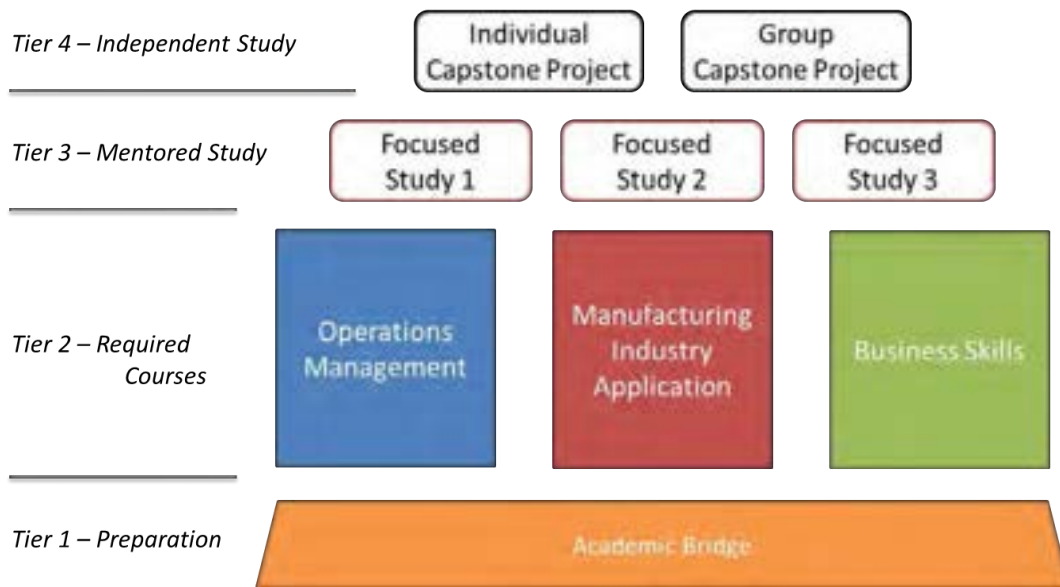 Tier 4 – Independent Study
Individual
Capstone Project
Group
Capstone Project
Tier 3 – Mentored Study
Focused
Study 1
Focused
Study 2
Focused
Study 3
Tier 2 – Required
Courses
Operations
Management
Manufacturing
Industry
Application
Business Skills
Tier 1 – Preparation
Academic Bridge